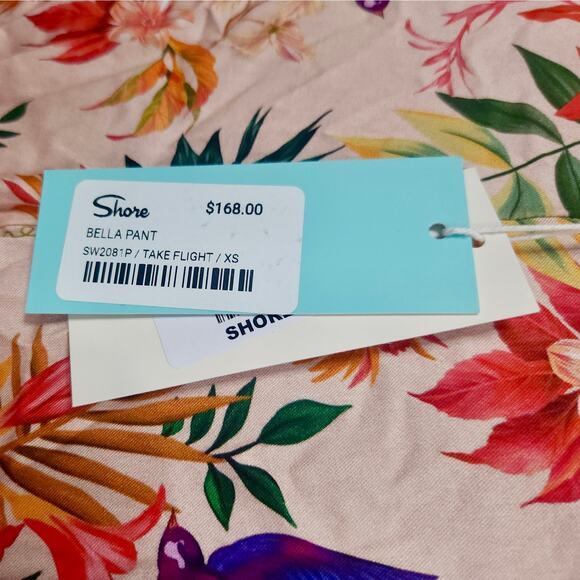 Shore $168.00
BELLA PANT
SW2081P / TAKE FLIGHT / XS
SHORE